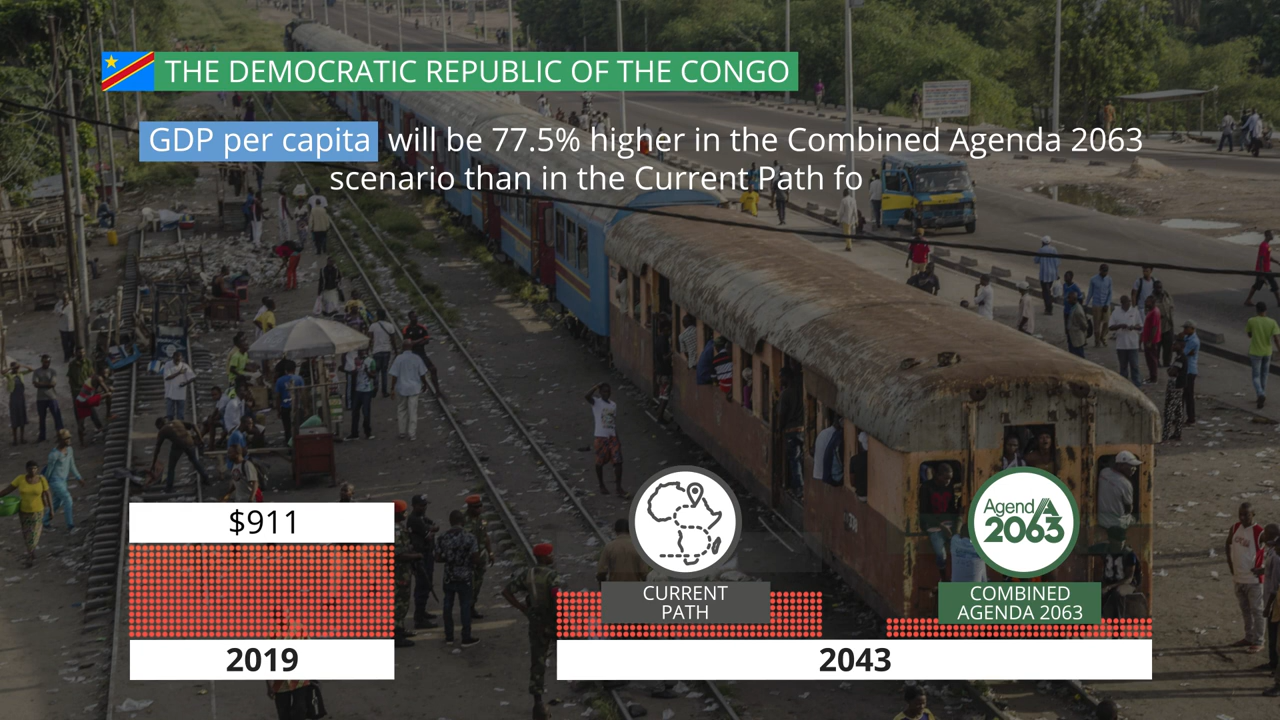 THE DEMOCRATIC REPUBLIC OF THE CONGO
GDP per capita will be 77.5% higher in the Combined Agenda 2063
scenario than in the Current Path fo
$911
2019
CURRENT
PATH
Agenda
2063
COMBINED
AGENDA 2063
2043